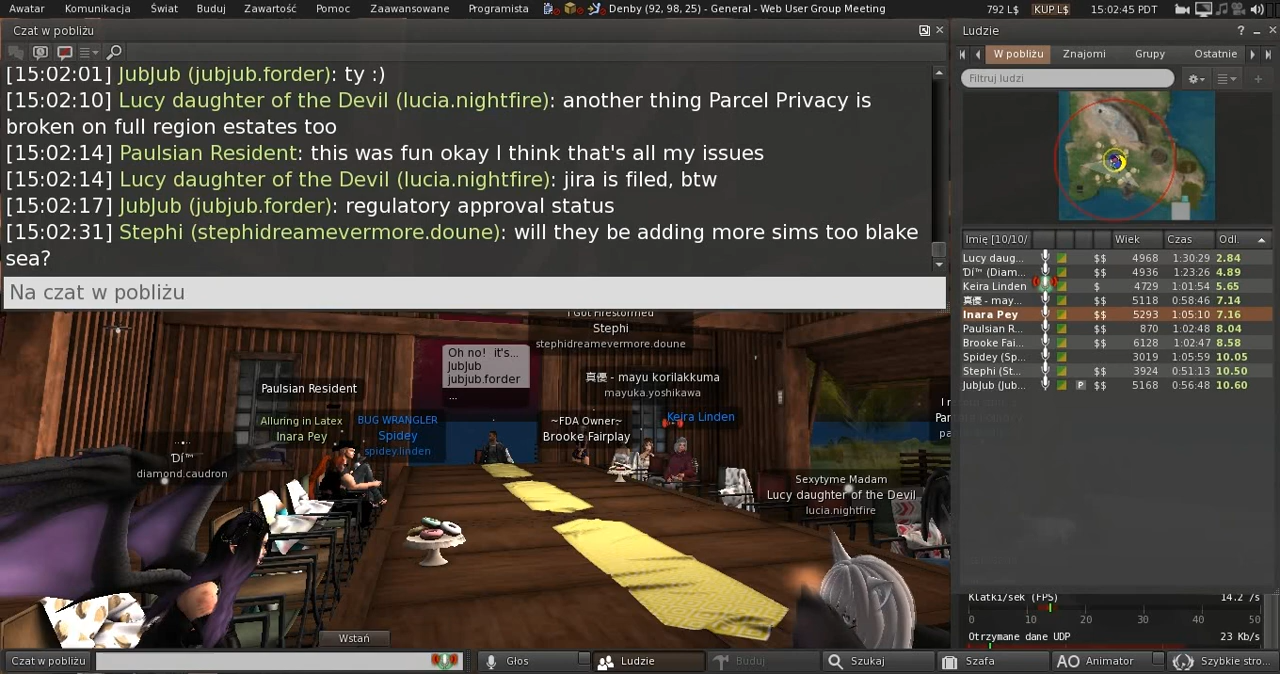 Awatar Komunikacja Świat Buduj Zawartość Pomoc Zaawansowane Programista Denby (92, 98, 25) - General - Web User Group Meeting 792 L$ KUP L$ 15:02:45 PDT
Czat w pobliżu
[15:02:01] JubJub (jubjub.forder): ty :)
[15:02:10] Lucy daughter of the Devil (lucia.nightfire): another thing Parcel Privacy is
broken on full region estates too
[15:02:14] Paulsian Resident: this was fun okay I think that's all my issues
[15:02:14] Lucy daughter of the Devil (lucia.nightfire): jira is filed, btw
[15:02:17] JubJub (jubjub.forder): regulatory approval status
[15:02:31] Stephi (stephidreamevermore.doune): will they be adding more sims too blake
sea?
Na czat w pobliżu
Ludzie
W pobliżu Znajomi Grupy Ostatnie
Filtruj ludzi
Imię [10/10/ Wiek Czas Odl.
Lucy daug... $$ 4968 1:30:29 2.84
Ɗí™ (Diam... $$ 4936 1:23:26 4.89
Keira Linden $ 4729 1:01:54 5.65
真優 - may... $$ 5118 0:58:46 7.14
Inara Pey $$ 5293 1:05:10 7.16
Paulsian R... $$ 870 1:02:48 8.04
Brooke Fai... $$ 6128 1:02:47 8.58
Spidey (Sp... 3019 1:05:59 10.05
Stephi (St... $$ 3924 0:51:13 10.50
JubJub (Jub... P $$ 5168 0:56:48 10.60
I Got Firestormed
Stephi
stephidreamevermore.doune
Oh no! it's...
JubJub
jubjub.forder
...
真優 - mayu korilakkuma
mayuka.yoshikawa
Paulsian Resident
Alluring in Latex
Inara Pey
BUG WRANGLER
Spidey
spidey.linden
~FDA Owner~
Brooke Fairplay
Keira Linden
Ɗí™
diamond.caudron
Sexytyme Madam
Lucy daughter of the Devil
lucia.nightfire
Wstań
Klatki/sek (FPS) 14.2 /s
0 10 20 30 40 50
Otrzymane dane UDP 23 Kb/s
Czat w pobliżu Głos Ludzie Buduj Szukaj Szafa AO Animator Szybkie stro...